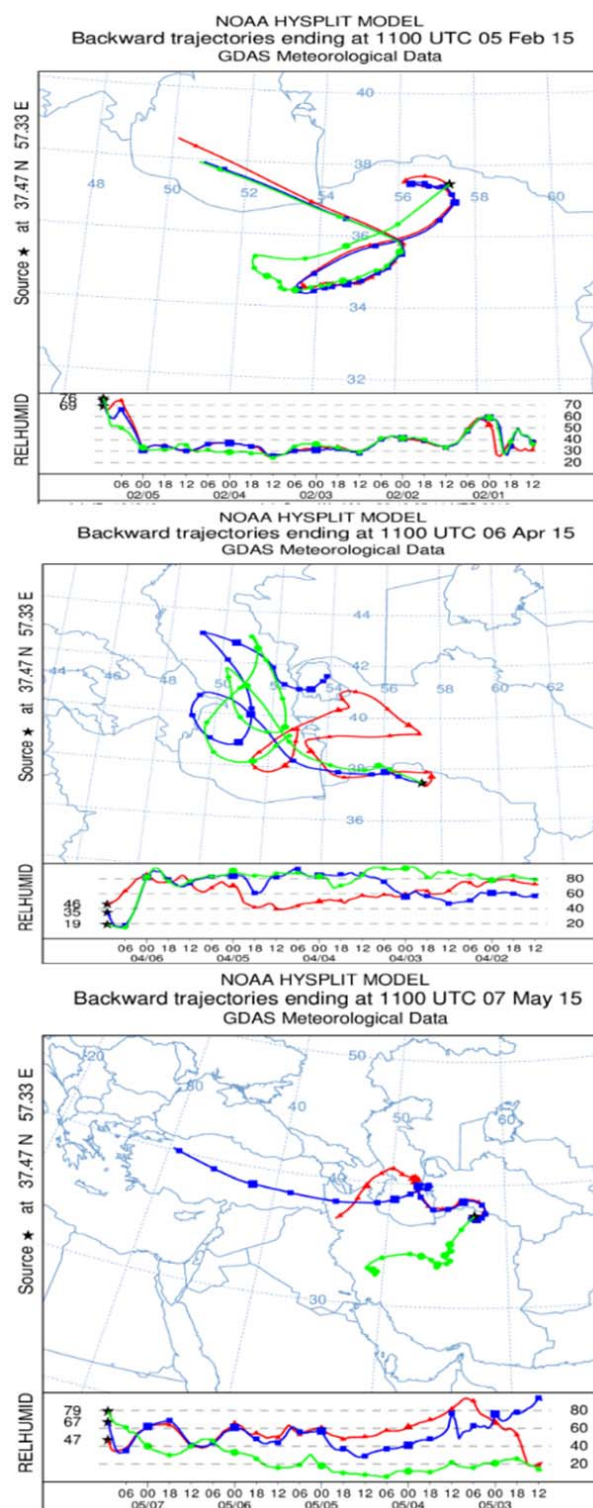 NOAA HYSPLIT MODEL
Backward trajectories ending at 1100 UTC 05 Feb 15
GDAS Meteorological Data
Source ★ at 37.47 N 57.33 E
40
38
48 50 52 54 56 58 60
36
34
32
RELHUMID
76
69
70
60
50
40
30
20
06 00 18 12 06 00 18 12 06 00 18 12 06 00 18 12 06 00 18 12
02/05 02/04 02/03 02/02 02/01
NOAA HYSPLIT MODEL
Backward trajectories ending at 1100 UTC 06 Apr 15
GDAS Meteorological Data
Source ★ at 37.47 N 57.33 E
44
42
44 46 48 50 52 54 56 58 60 62
40
38
36
RELHUMID
46
35
19
80
60
40
20
06 00 18 12 06 00 18 12 06 00 18 12 06 00 18 12 06 00 18 12
04/06 04/05 04/04 04/03 04/02
NOAA HYSPLIT MODEL
Backward trajectories ending at 1100 UTC 07 May 15
GDAS Meteorological Data
Source ★ at 37.47 N 57.33 E
20 30 40 50 60
50
40
30
RELHUMID
79
67
47
80
60
40
20
06 00 18 12 06 00 18 12 06 00 18 12 06 00 18 12 06 00 18 12
05/07 05/06 05/05 05/04 05/03